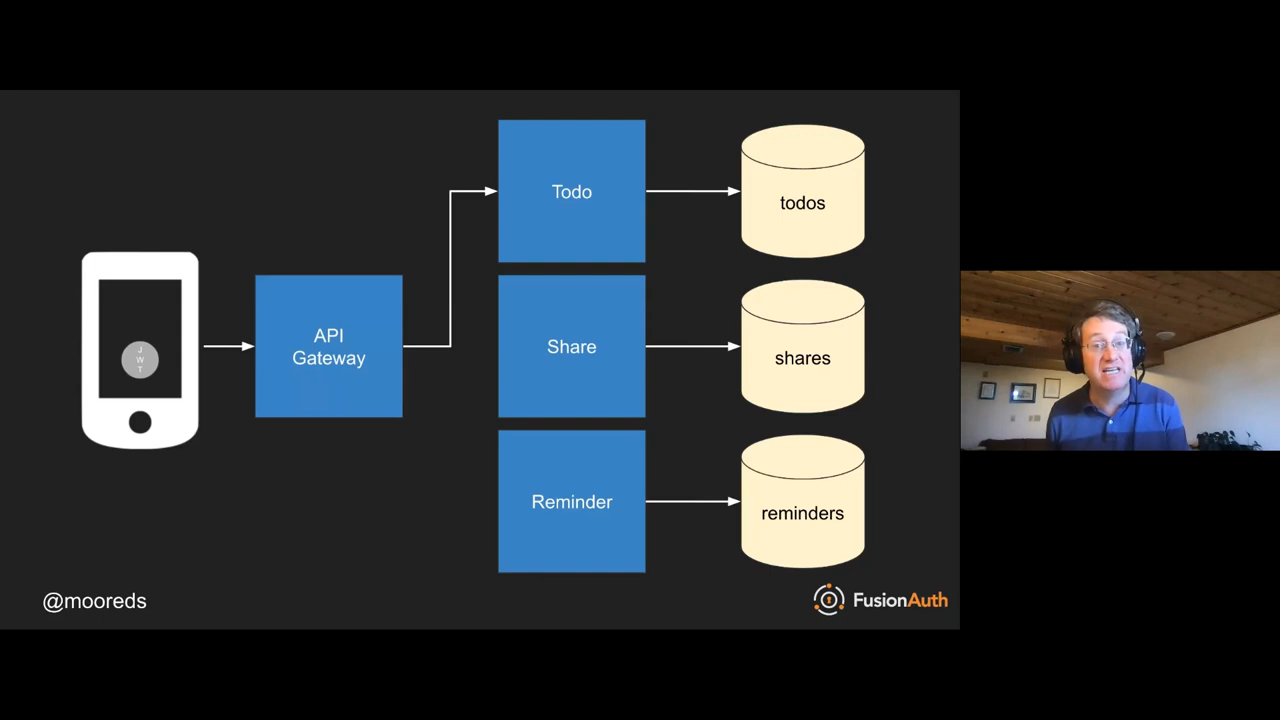 J
W
T
API
Gateway
Todo
todos
Share
shares
Reminder
reminders
@mooreds
FusionAuth